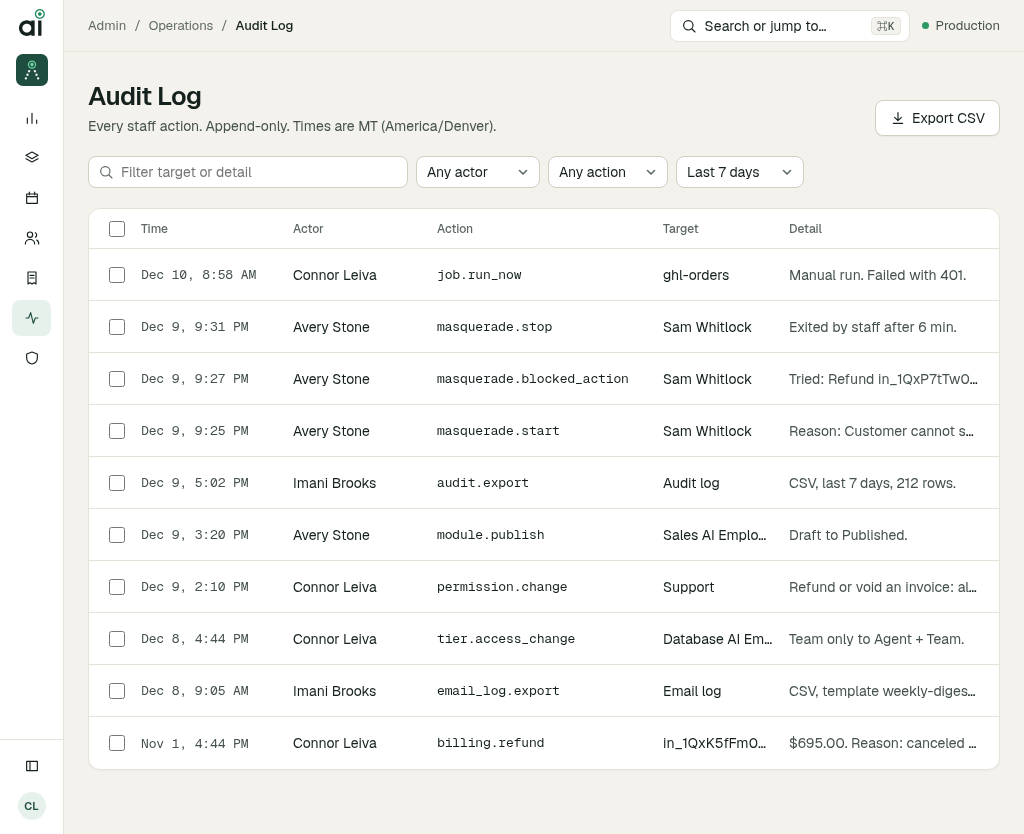 ai
Admin / Operations / Audit Log
Search or jump to…
⌘K
Production
Audit Log
Every staff action. Append-only. Times are MT (America/Denver).
Export CSV
Filter target or detail
Any actor
Any action
Last 7 days
Time Actor Action Target Detail
Dec 10, 8:58 AM Connor Leiva job.run_now ghl-orders Manual run. Failed with 401.
Dec 9, 9:31 PM Avery Stone masquerade.stop Sam Whitlock Exited by staff after 6 min.
Dec 9, 9:27 PM Avery Stone masquerade.blocked_action Sam Whitlock Tried: Refund in_1QxP7tTw0…
Dec 9, 9:25 PM Avery Stone masquerade.start Sam Whitlock Reason: Customer cannot s…
Dec 9, 5:02 PM Imani Brooks audit.export Audit log CSV, last 7 days, 212 rows.
Dec 9, 3:20 PM Avery Stone module.publish Sales AI Emplo… Draft to Published.
Dec 9, 2:10 PM Connor Leiva permission.change Support Refund or void an invoice: al…
Dec 8, 4:44 PM Connor Leiva tier.access_change Database AI Em… Team only to Agent + Team.
Dec 8, 9:05 AM Imani Brooks email_log.export Email log CSV, template weekly-diges…
Nov 1, 4:44 PM Connor Leiva billing.refund in_1QxK5fFm0… $695.00. Reason: canceled …
CL